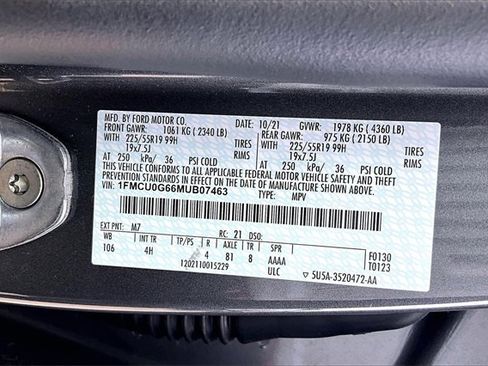 MFD. BY FORD MOTOR CO. DATE: 10/21 GVWR: 1978 KG ( 4360 LB)
FRONT GAWR: 1061 KG ( 2340 LB) REAR GAWR: 975 KG ( 2150 LB)
WITH 225/55R19 99H TIRES WITH 225/55R19 99H TIRES
19x7.5J RIMS 19x7.5J RIMS
AT 250 kPa/ 36 PSI COLD AT 250 kPa/ 36 PSI COLD
THIS VEHICLE CONFORMS TO ALL APPLICABLE FEDERAL MOTOR VEHICLE SAFETY, BUMPER, AND THEFT
PREVENTION STANDARDS IN EFFECT ON THE DATE OF MANUFACTURE SHOWN ABOVE.
VIN: 1FMCU0G66MUB07463 TYPE: MPV
EXT PNT: M7 RC: 21 DSO: F0130
WB INT TR TP/PS R AXLE TR SPR T0123
106 4H 4 81 8 AAAA
1202110015229 ULC 5U5A-3520472-AA